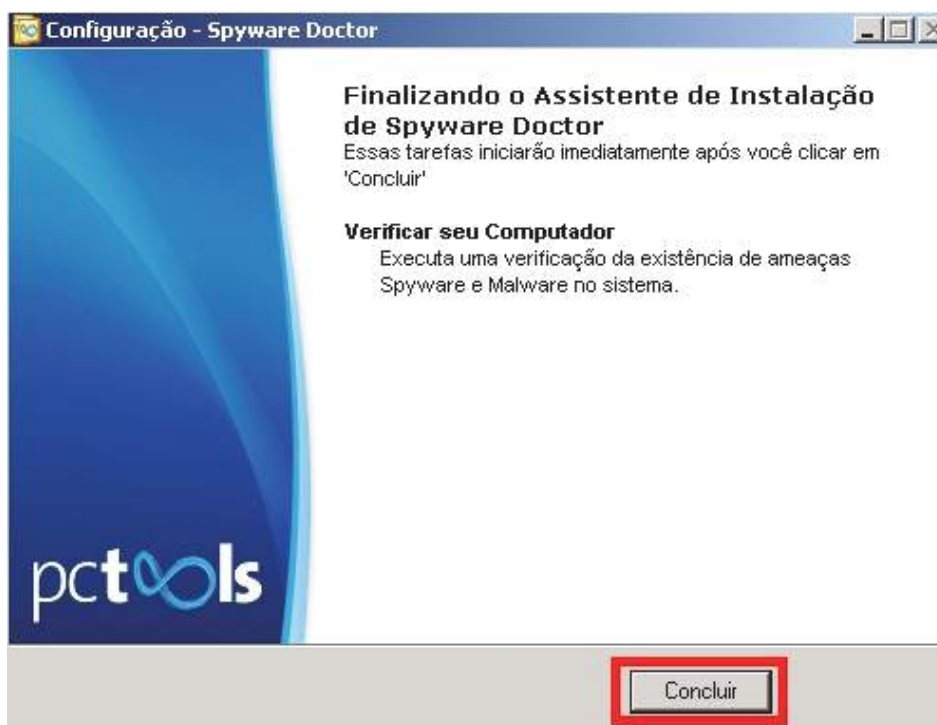 Configuração - Spyware Doctor
Finalizando o Assistente de Instalação
de Spyware Doctor
Essas tarefas iniciarão imediatamente após você clicar em
'Concluir'
Verificar seu Computador
Executa uma verificação da existência de ameaças
Spyware e Malware no sistema.
pctools
Concluir